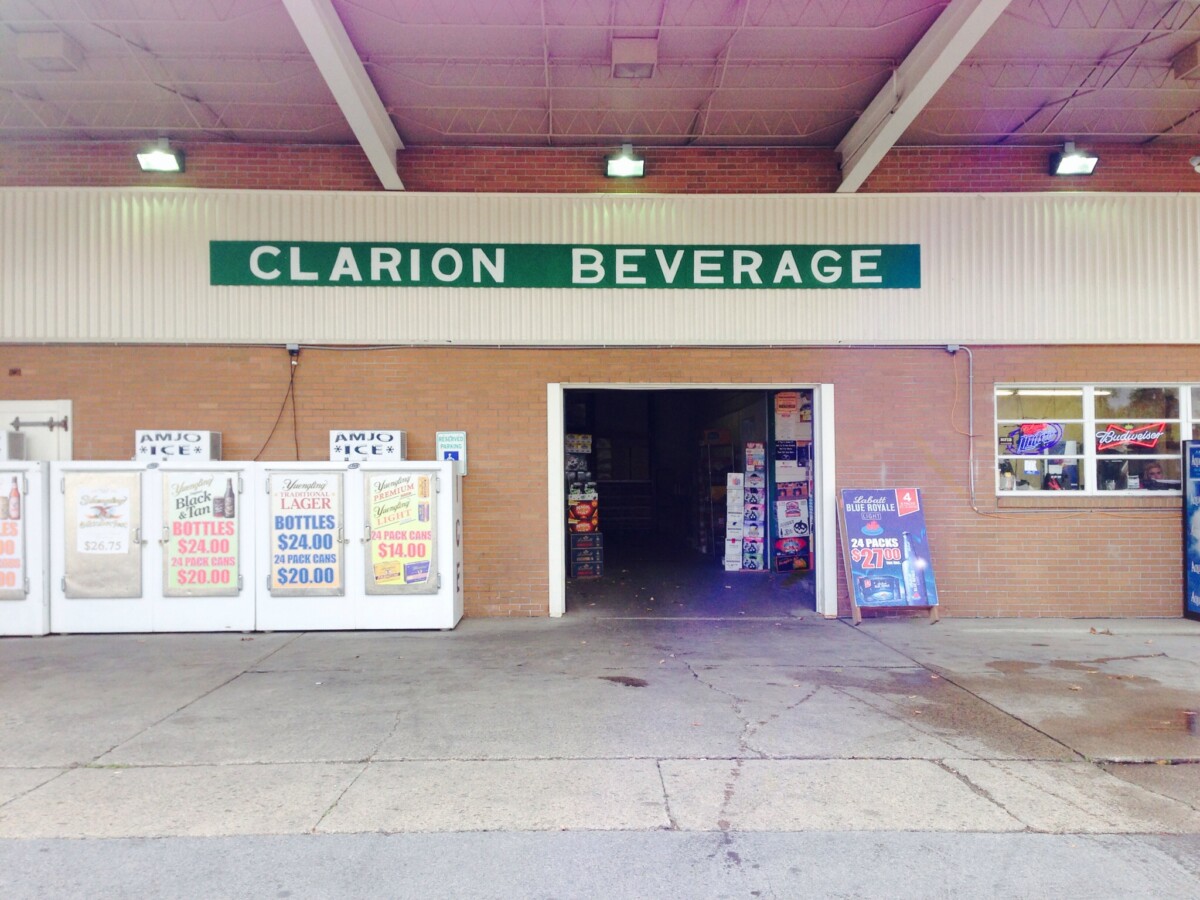 CLARION BEVERAGE
AMJO
*ICE*
AMJO
*ICE*
RESERVED
PARKING
Yuengling
$26.75
Yuengling
Black
& Tan
BOTTLES
$24.00
24 PACK CANS
$20.00
Yuengling
TRADITIONAL
LAGER
BOTTLES
$24.00
24 PACK CANS
$20.00
Yuengling
PREMIUM
Yuengling
LIGHT
24 PACK CANS
$14.00
Labatt
BLUE ROYALE
LIGHT
4
24 PACKS
$27.00
Budweiser